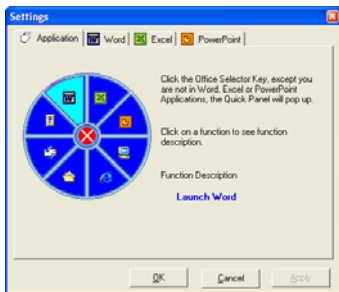 Settings
Application Word Excel PowerPoint
Click the Office Selector Key, except you
are not in Word, Excel or PowerPoint
Applications, the Quick Panel will pop up.
Click on a function to see function
description.
Function Description
Launch Word
OK Cancel Apply